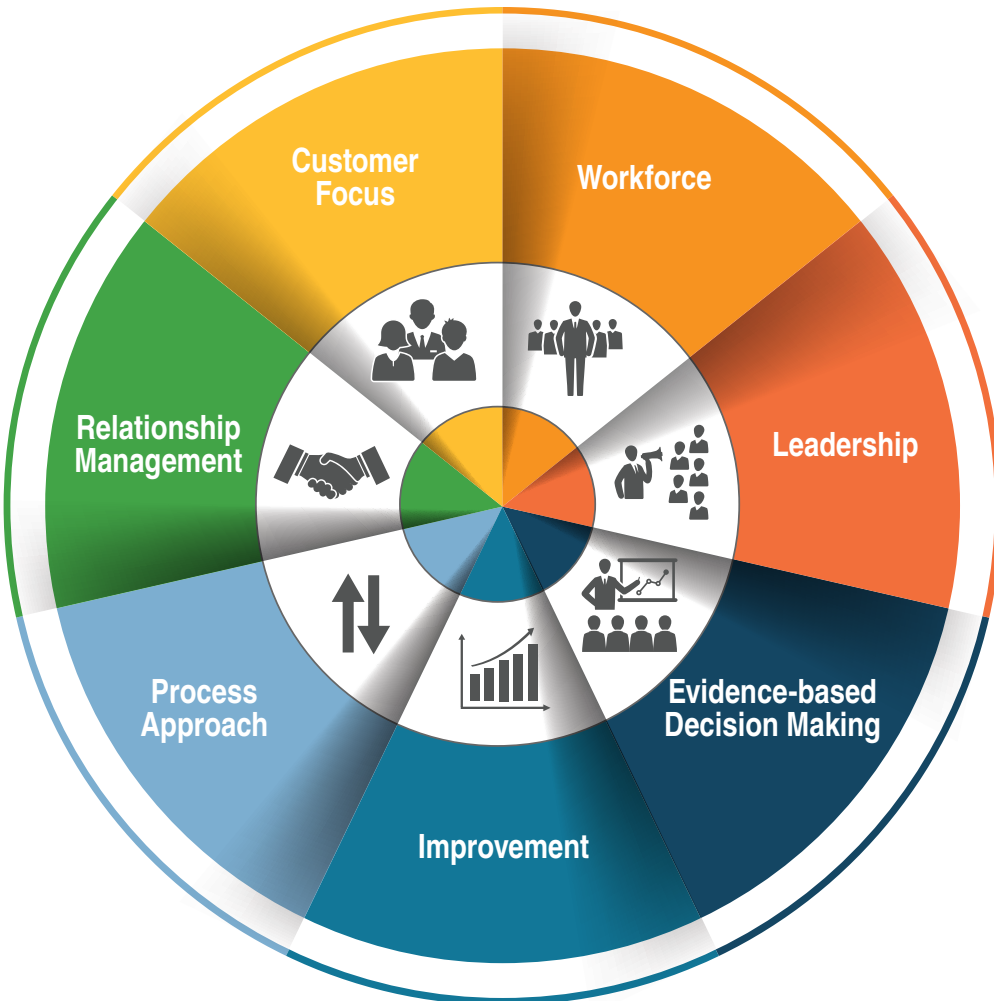 Customer
Focus
Workforce
Leadership
Evidence-based
Decision Making
Improvement
Process
Approach
Relationship
Management